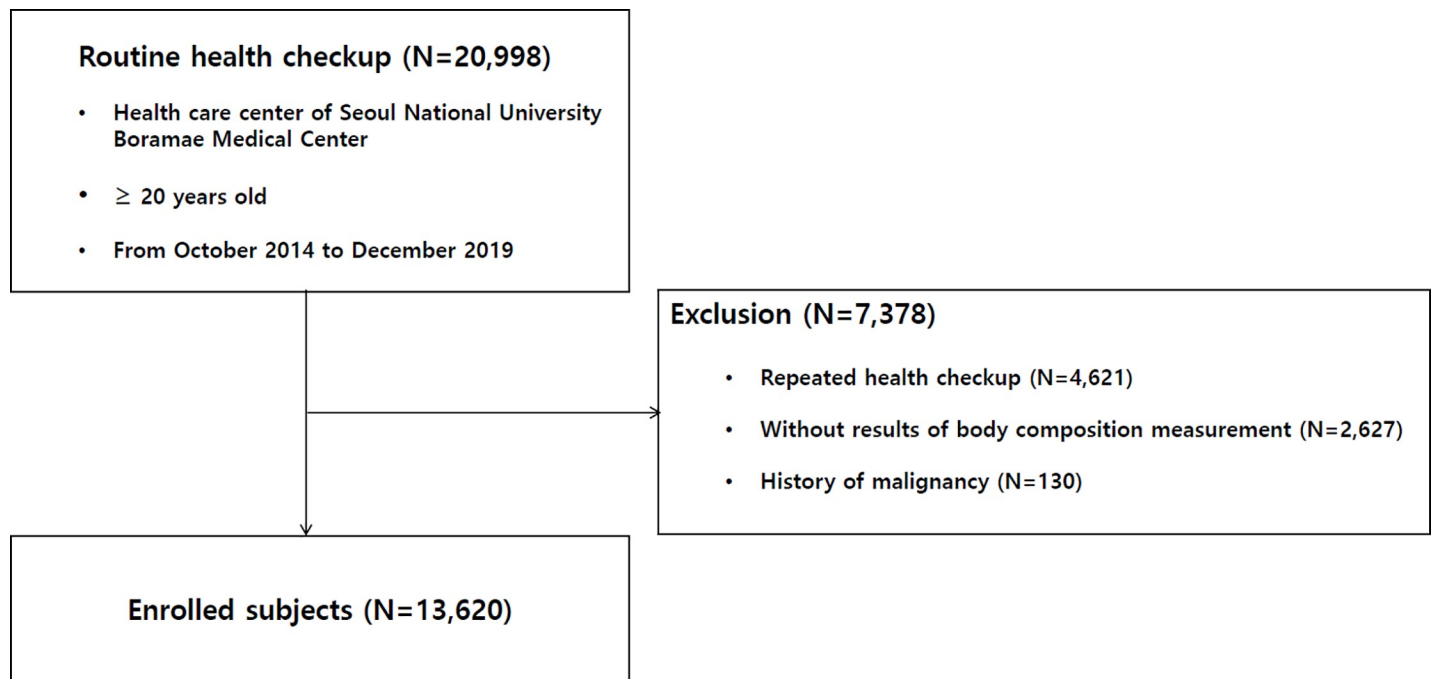 Routine health checkup (N=20,998)
• Health care center of Seoul National University
Boramae Medical Center
• ≥ 20 years old
• From October 2014 to December 2019
Exclusion (N=7,378)
• Repeated health checkup (N=4,621)
• Without results of body composition measurement (N=2,627)
• History of malignancy (N=130)
Enrolled subjects (N=13,620)